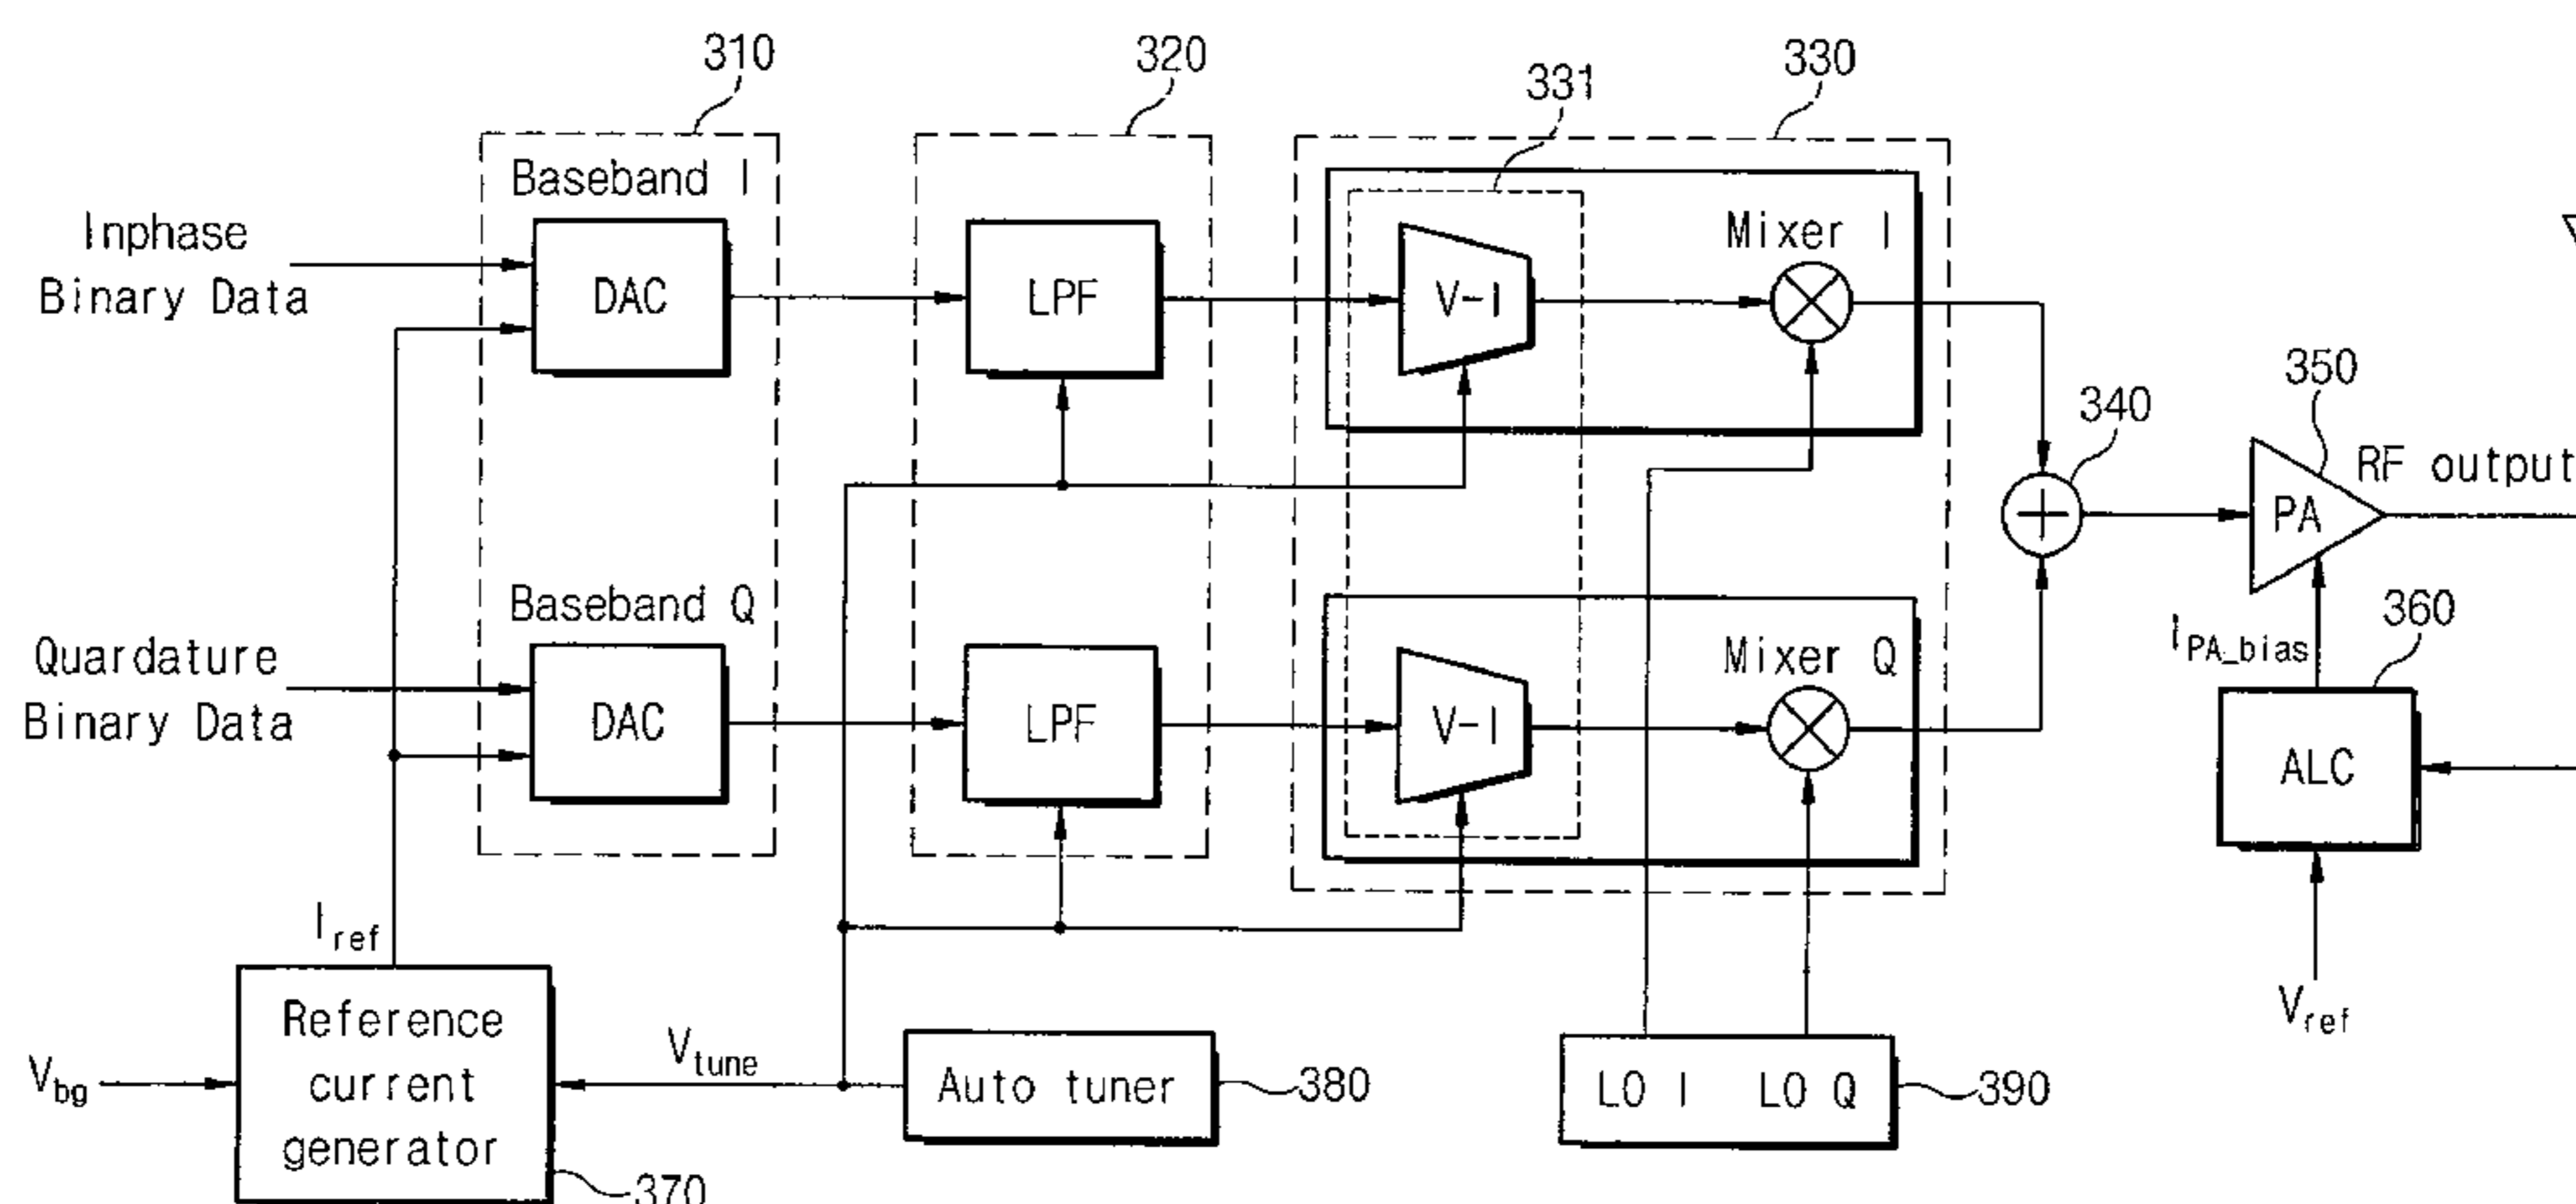 310
320
331
330
Baseband I
Inphase
Binary Data
DAC
LPF
V-I
Mixer I
350
340
RF output
PA
Baseband Q
Quardature
Binary Data
DAC
LPF
V-I
Mixer Q
I_PA_bias
360
ALC
I_ref
V_ref
Reference
current
generator
V_bg
V_tune
Auto tuner
380
LO I LO Q
390
370